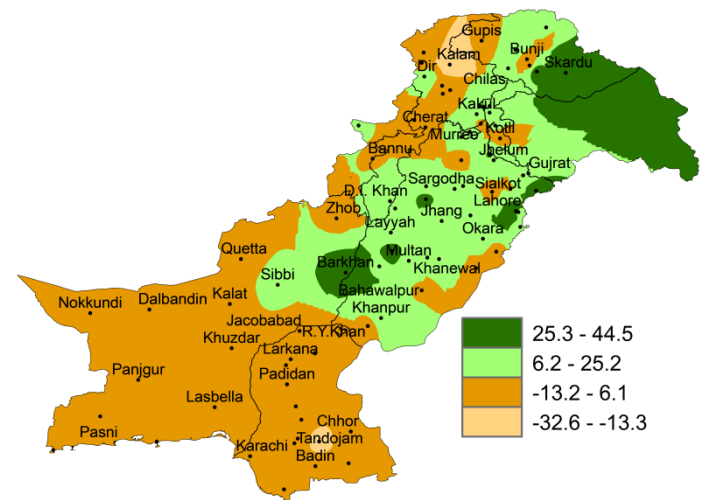 Gupis
Kalam
Bunji
Skardu
Dir
Chilas
Kakul
Cherat
Murree
Kotli
Bannu
Jhelum
Gujrat
Sargodha
Sialkot
D.I. Khan
Zhob
Jhang
Lahore
Layyah
Okara
Quetta
Multan
Barkhan
Khanewal
Sibbi
Bahawalpur
Nokkundi
Dalbandin
Kalat
Khanpur
Jacobabad
R.Y.Khan
Khuzdar
Larkana
Panjgur
Padidan
Lasbella
Pasni
Chhor
Tandojam
Karachi
Badin
25.3 - 44.5
6.2 - 25.2
-13.2 - 6.1
-32.6 - -13.3